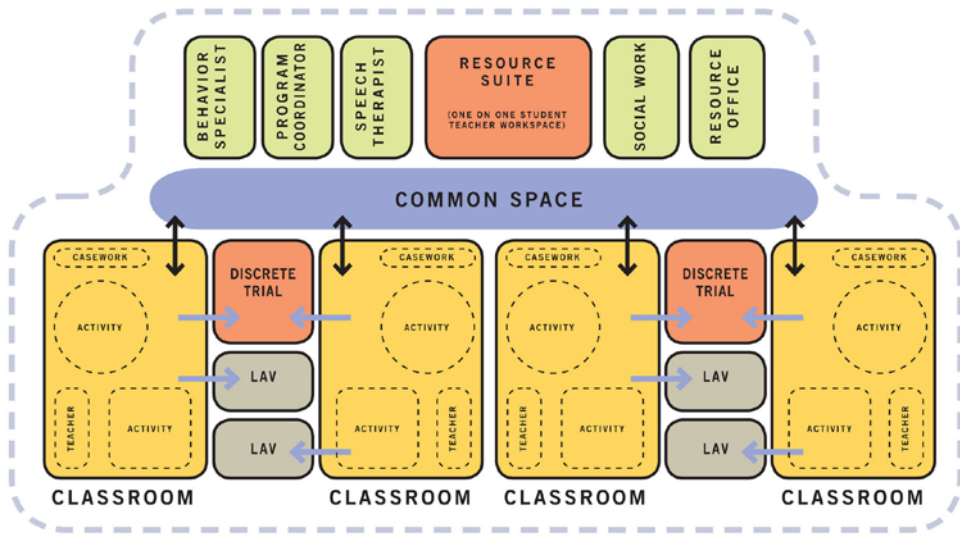 BEHAVIOR
SPECIALIST
PROGRAM
COORDINATOR
SPEECH
THERAPIST
RESOURCE
SUITE
(ONE ON ONE STUDENT
TEACHER WORKSPACE)
SOCIAL WORK
RESOURCE
OFFICE
COMMON SPACE
CASEWORK
ACTIVITY
TEACHER
ACTIVITY
CLASSROOM
DISCRETE
TRIAL
LAV
LAV
CASEWORK
ACTIVITY
ACTIVITY
TEACHER
CLASSROOM
CASEWORK
ACTIVITY
TEACHER
ACTIVITY
CLASSROOM
DISCRETE
TRIAL
LAV
LAV
CASEWORK
ACTIVITY
ACTIVITY
TEACHER
CLASSROOM